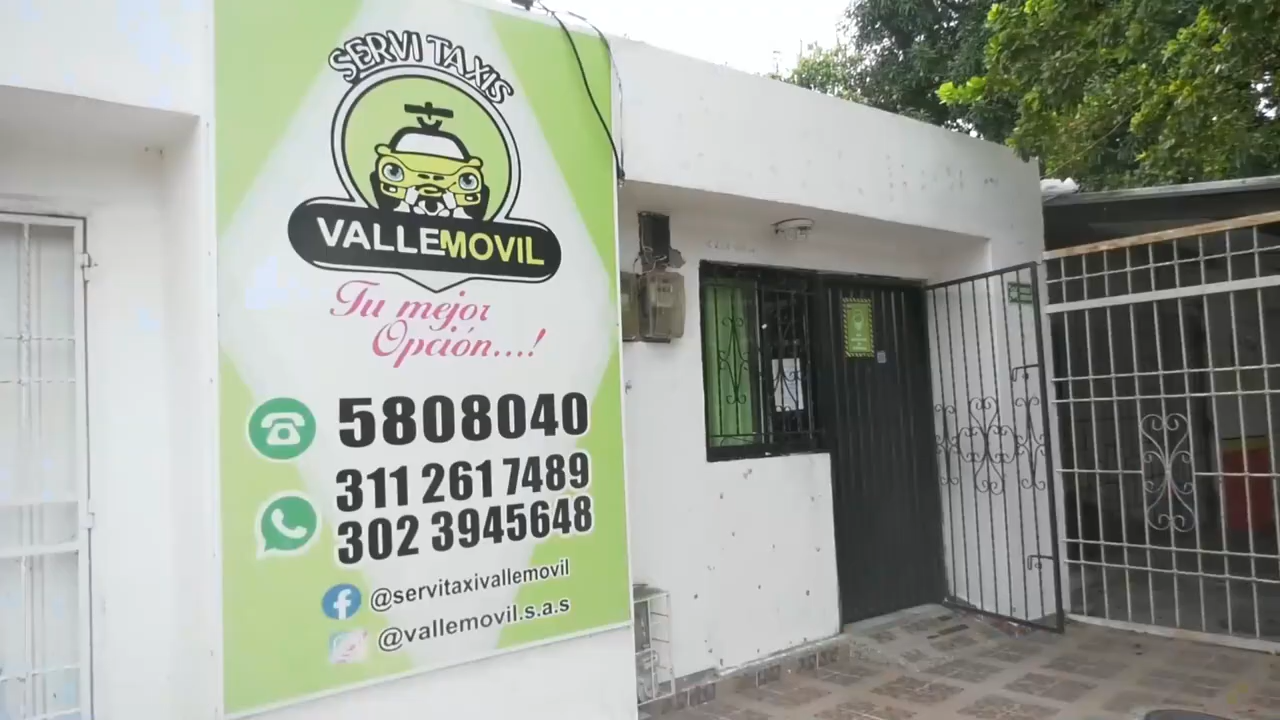 SERVI TAXIS
VALLEMOVIL
Tu mejor
Opción...!
5808040
311 261 7489
302 3945648
@servitaxivallemovil
@vallemovil.s.a.s